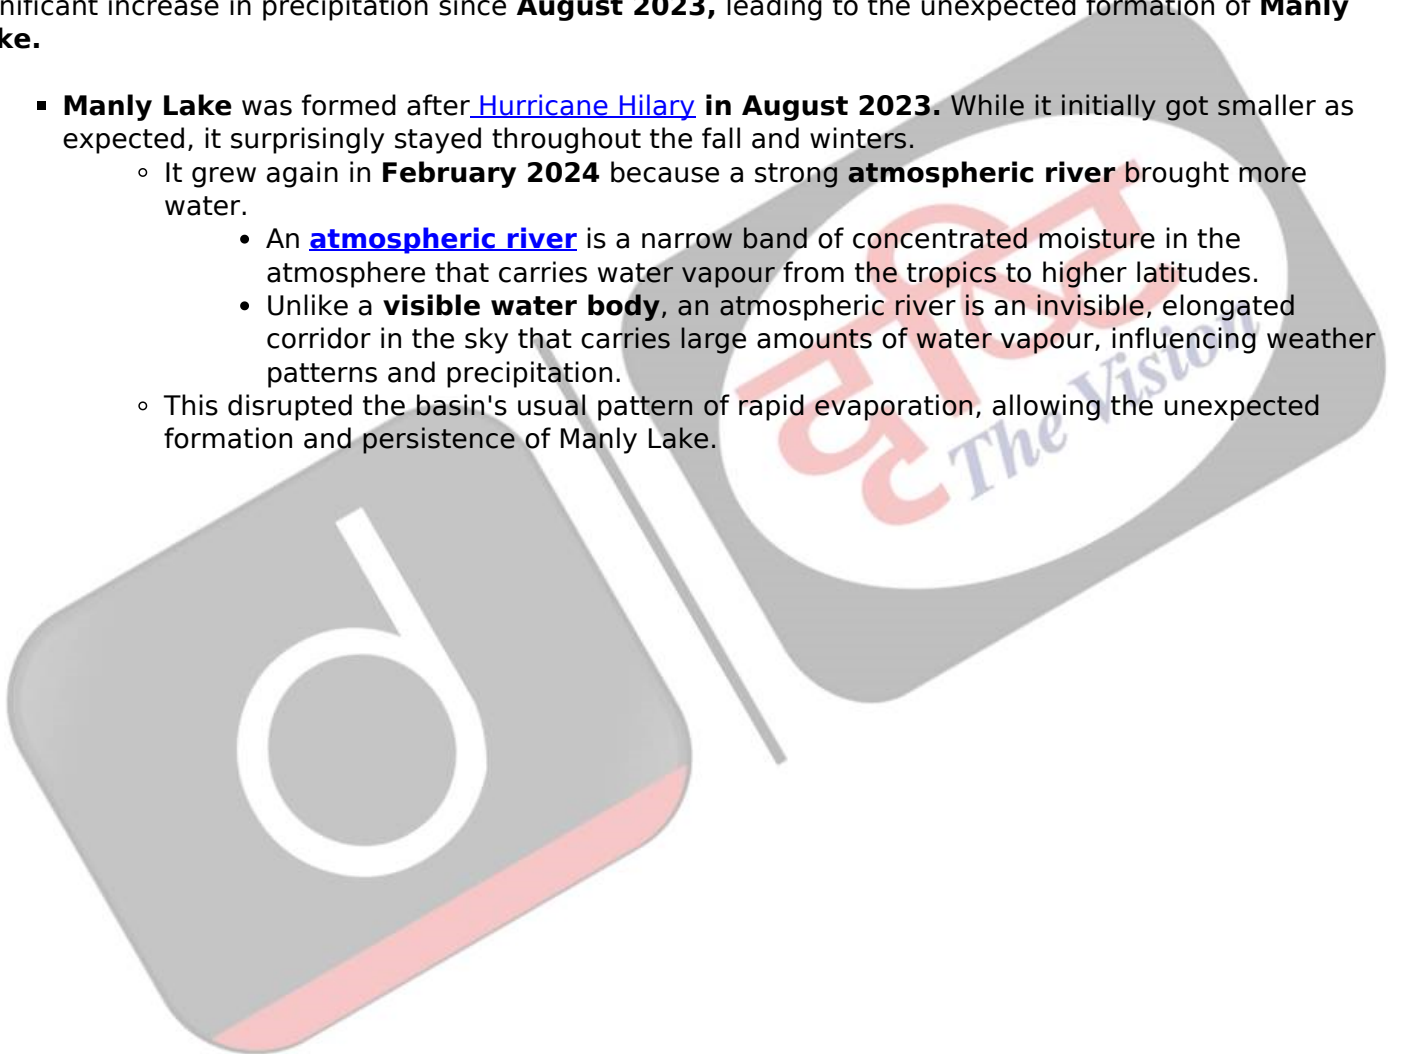 nificant increase in precipitation since August 2023, leading to the unexpected formation of Manly
ke.
Manly Lake was formed after Hurricane Hilary in August 2023. While it initially got smaller as
expected, it surprisingly stayed throughout the fall and winters.
It grew again in February 2024 because a strong atmospheric river brought more
water.
An atmospheric river is a narrow band of concentrated moisture in the
atmosphere that carries water vapour from the tropics to higher latitudes.
Unlike a visible water body, an atmospheric river is an invisible, elongated
corridor in the sky that carries large amounts of water vapour, influencing weather
patterns and precipitation.
This disrupted the basin's usual pattern of rapid evaporation, allowing the unexpected
formation and persistence of Manly Lake.
दृष्टि
The Vision
d